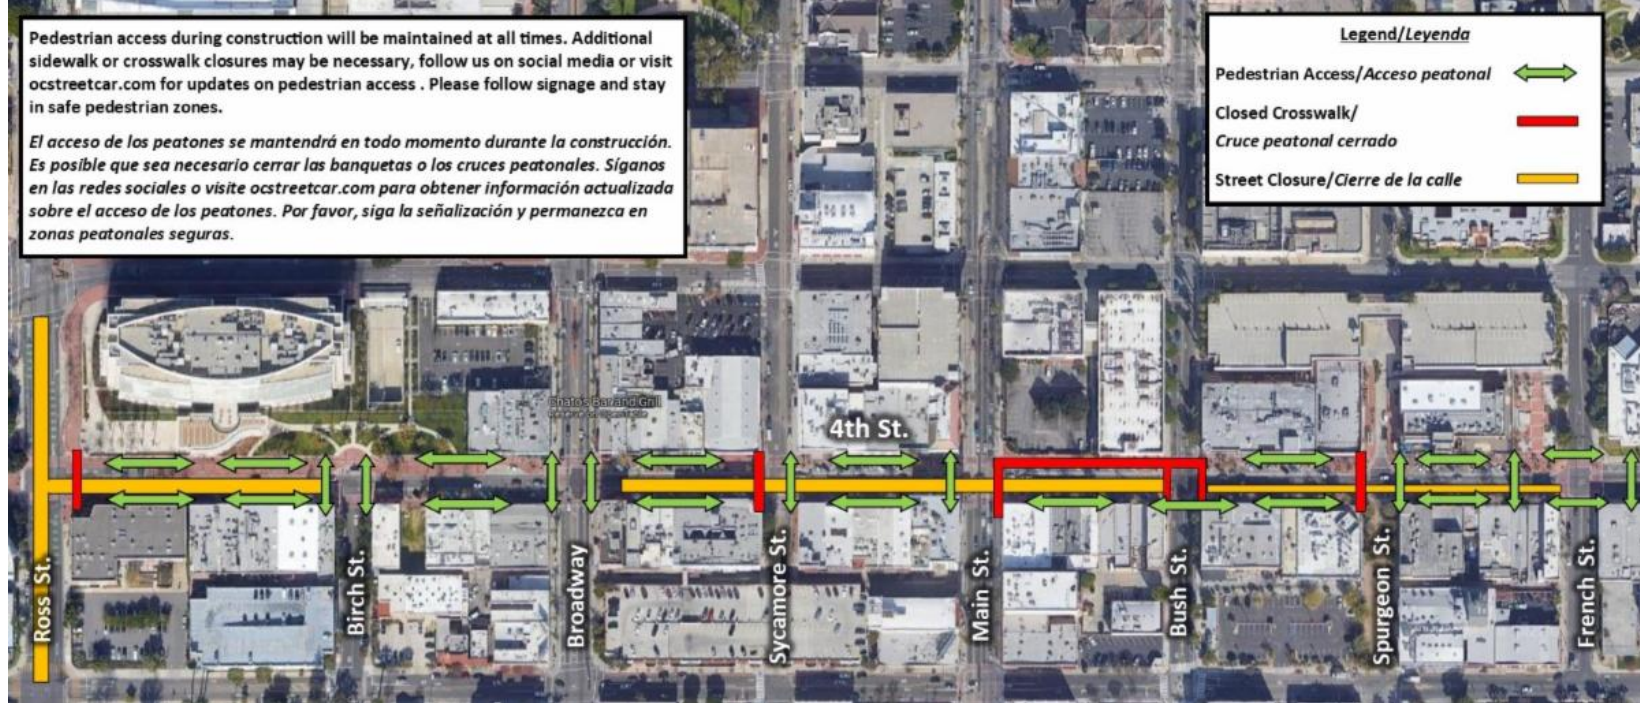 Pedestrian access during construction will be maintained at all times. Additional
sidewalk or crosswalk closures may be necessary, follow us on social media or visit
ocstreetcar.com for updates on pedestrian access . Please follow signage and stay
in safe pedestrian zones.
El acceso de los peatones se mantendrá en todo momento durante la construcción.
Es posible que sea necesario cerrar las banquetas o los cruces peatonales. Síganos
en las redes sociales o visite ocstreetcar.com para obtener información actualizada
sobre el acceso de los peatones. Por favor, siga la señalización y permanezca en
zonas peatonales seguras.
Legend/Leyenda
Pedestrian Access/Acceso peatonal
Closed Crosswalk/
Cruce peatonal cerrado
Street Closure/Cierre de la calle
Chatos Bar and Grill
4th St.
Ross St.
Birch St.
Broadway
Sycamore St.
Main St.
Bush St.
Spurgeon St.
French St.